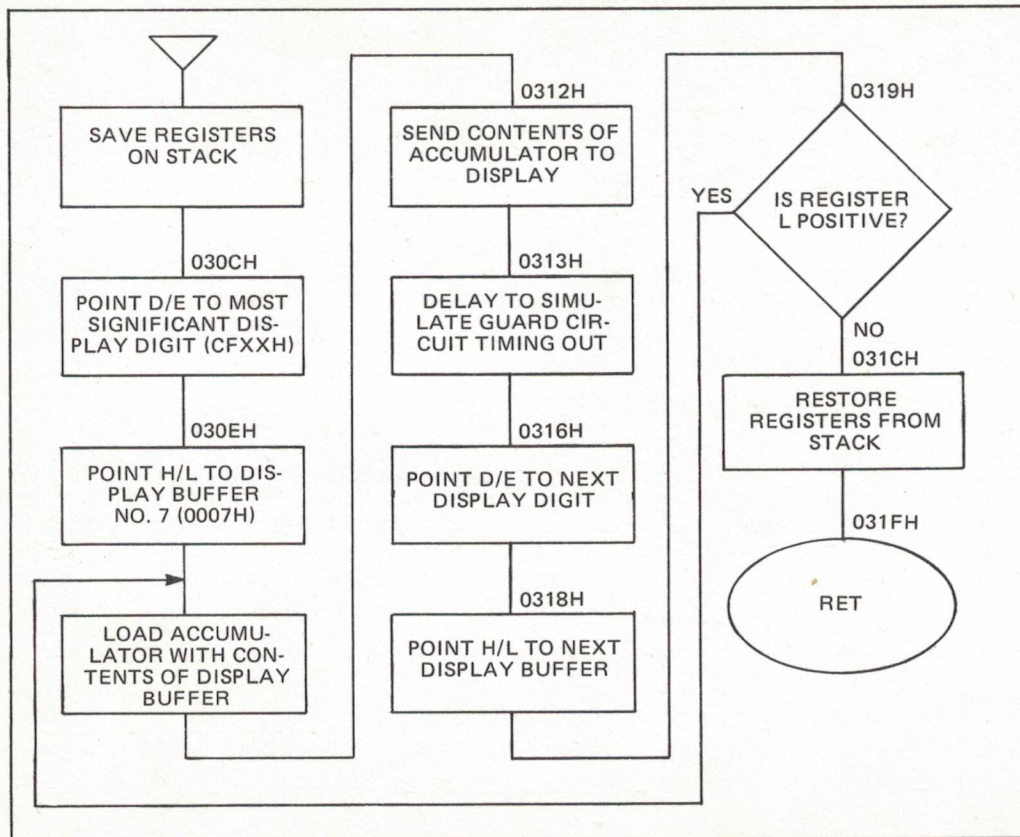 SAVE REGISTERS
ON STACK
030CH
POINT D/E TO MOST
SIGNIFICANT DIS-
PLAY DIGIT (CFXXH)
030EH
POINT H/L TO DIS-
PLAY BUFFER
NO. 7 (0007H)
LOAD ACCUMU-
LATOR WITH CON-
TENTS OF DISPLAY
BUFFER
0312H
SEND CONTENTS OF
ACCUMULATOR TO
DISPLAY
0313H
DELAY TO SIMU-
LATE GUARD CIR-
CUIT TIMING OUT
0316H
POINT D/E TO NEXT
DISPLAY DIGIT
0318H
POINT H/L TO NEXT
DISPLAY BUFFER
0319H
YES
IS REGISTER
L POSITIVE?
NO
031CH
RESTORE
REGISTERS FROM
STACK
031FH
RET